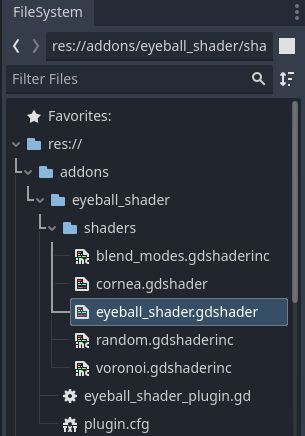 FileSystem
res://addons/eyeball_shader/sha
Filter Files
Favorites:
res://
addons
eyeball_shader
shaders
blend_modes.gdshaderinc
cornea.gdshader
eyeball_shader.gdshader
random.gdshaderinc
voronoi.gdshaderinc
eyeball_shader_plugin.gd
plugin.cfg